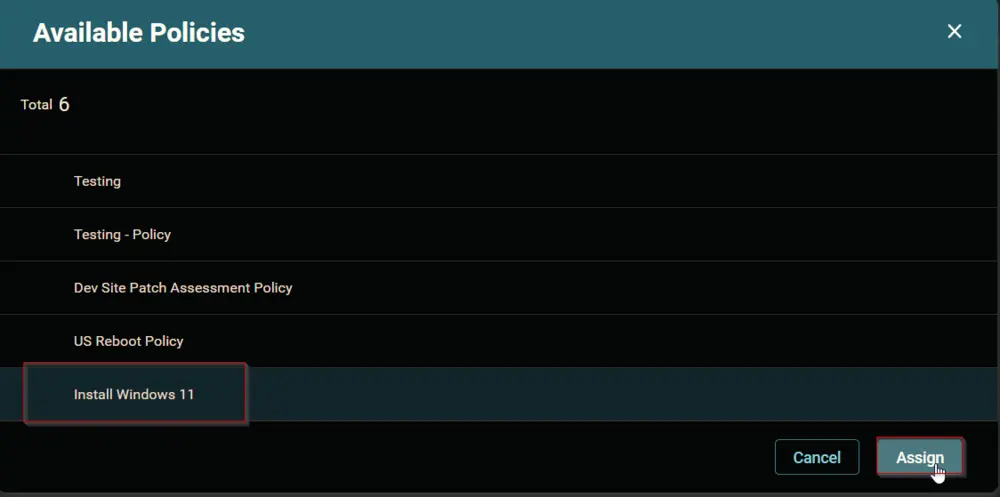 Available Policies
Total 6
Testing
Testing - Policy
Dev Site Patch Assessment Policy
US Reboot Policy
Install Windows 11
Cancel Assign